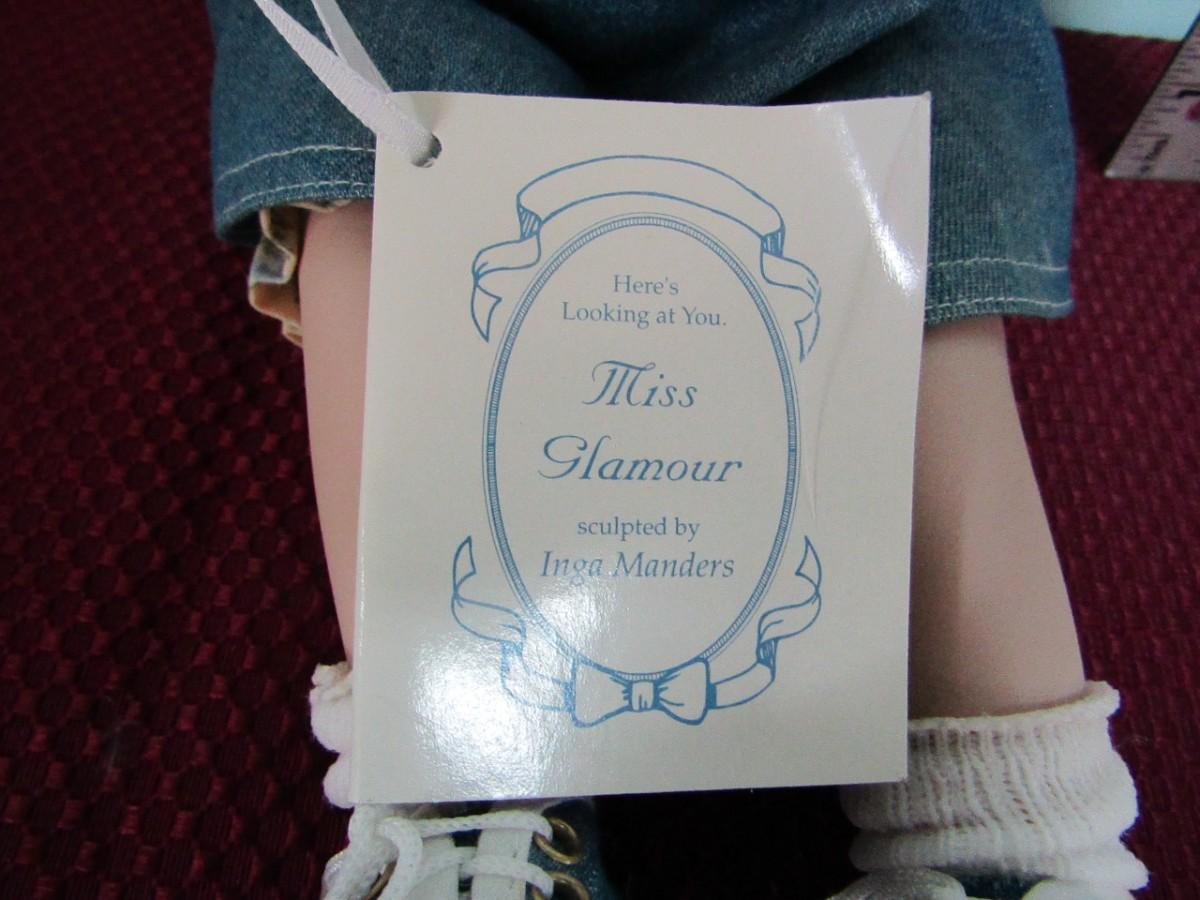 Here's
Looking at You.
Miss
Glamour
sculpted by
Inga Manders